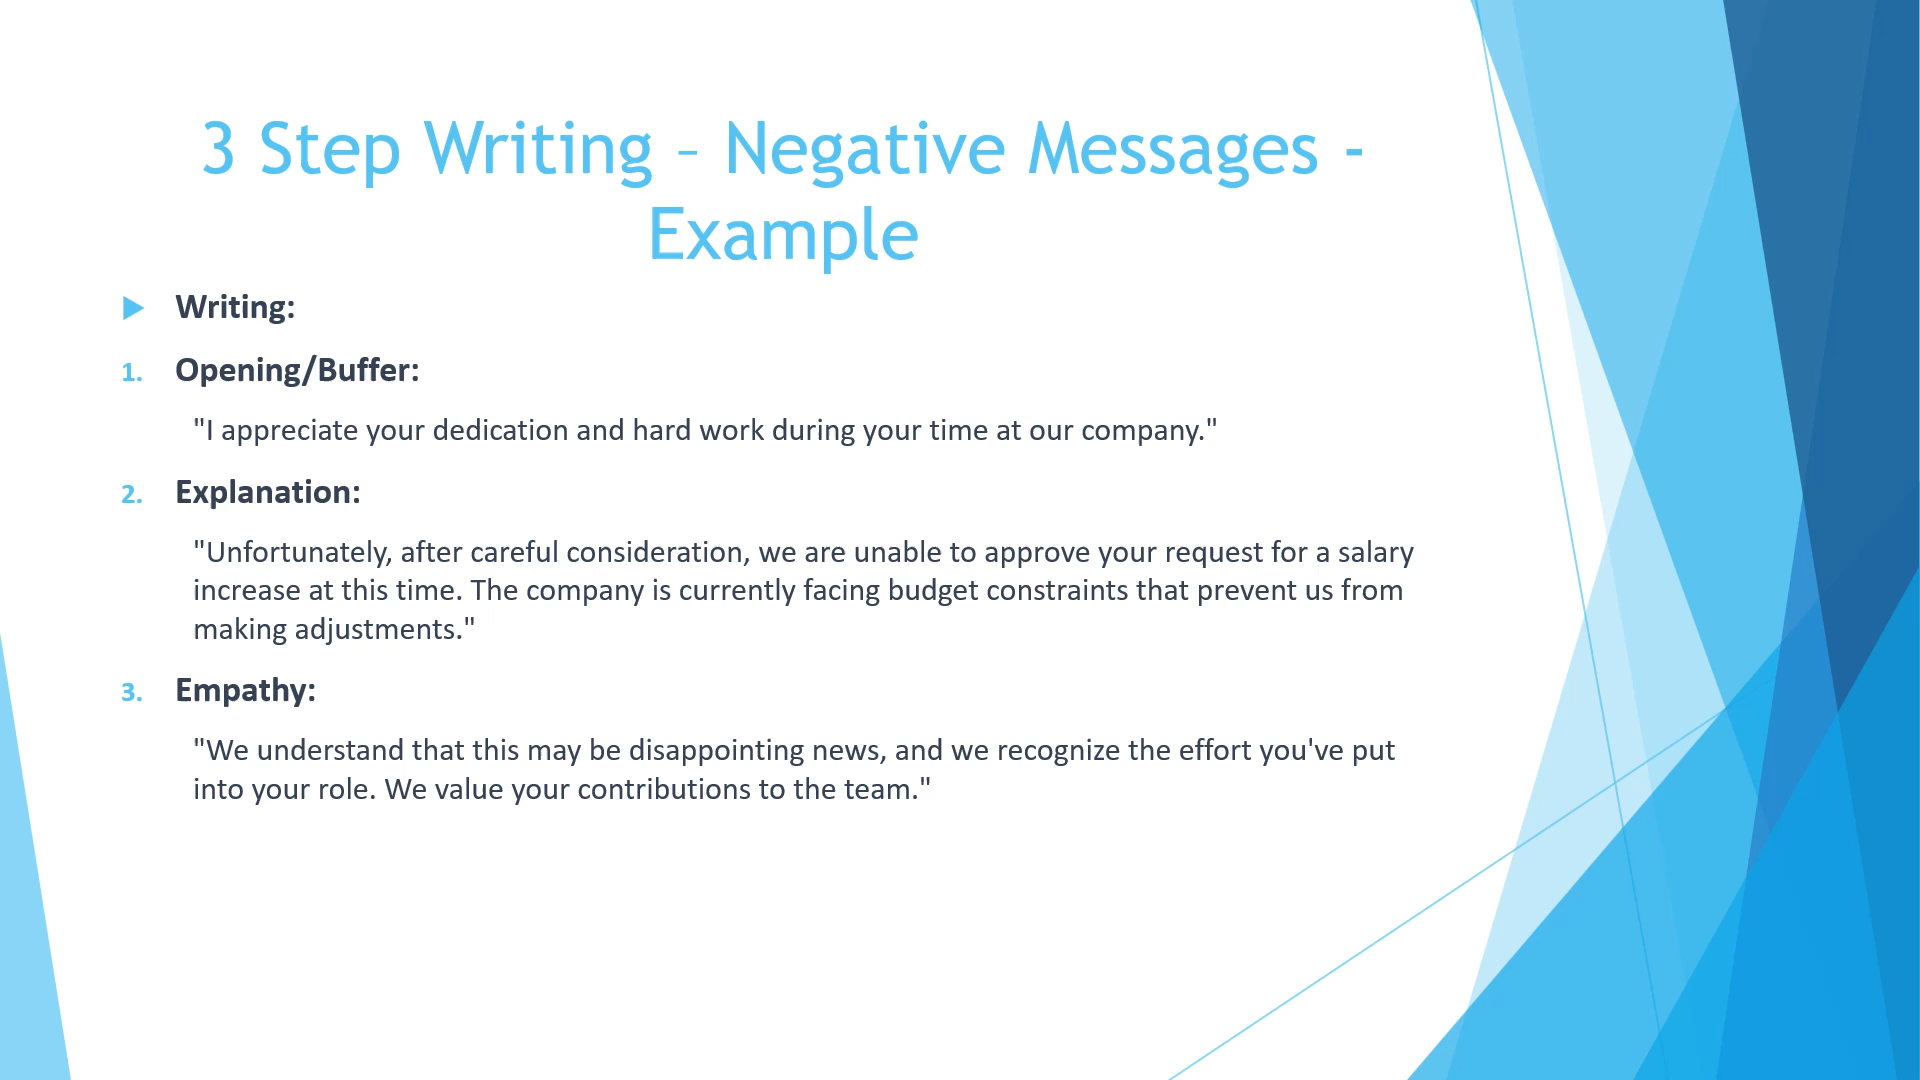 3 Step Writing – Negative Messages -
Example
Writing:
1. Opening/Buffer:
"I appreciate your dedication and hard work during your time at our company."
2. Explanation:
"Unfortunately, after careful consideration, we are unable to approve your request for a salary
increase at this time. The company is currently facing budget constraints that prevent us from
making adjustments."
3. Empathy:
"We understand that this may be disappointing news, and we recognize the effort you've put
into your role. We value your contributions to the team."